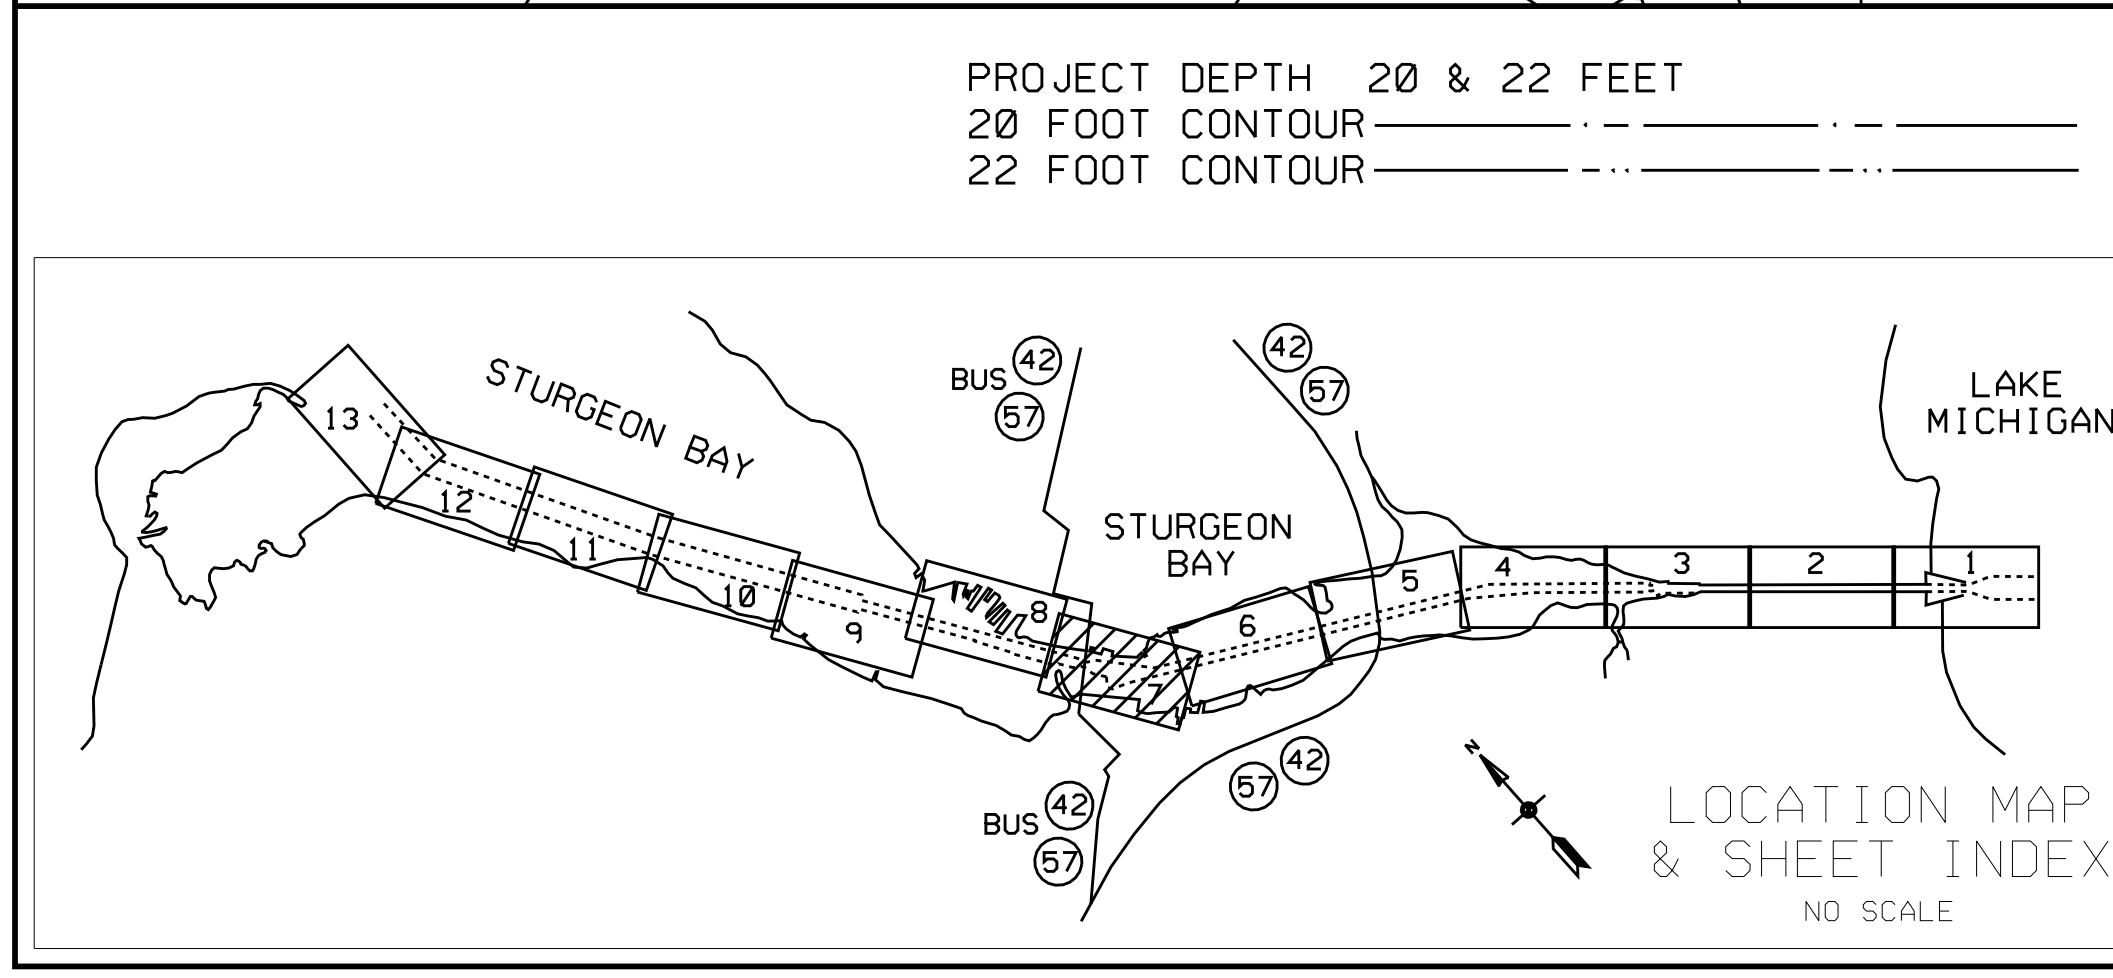 PROJECT DEPTH 20 & 22 FEET
20 FOOT CONTOUR
22 FOOT CONTOUR
STURGEON BAY
BUS 42
57
42
57
LAKE
MICHIGAN
STURGEON
BAY
13
12
11
10
9
8
7
6
5
4
3
2
1
BUS 42
57
57 42
N
LOCATION MAP
& SHEET INDEX
NO SCALE